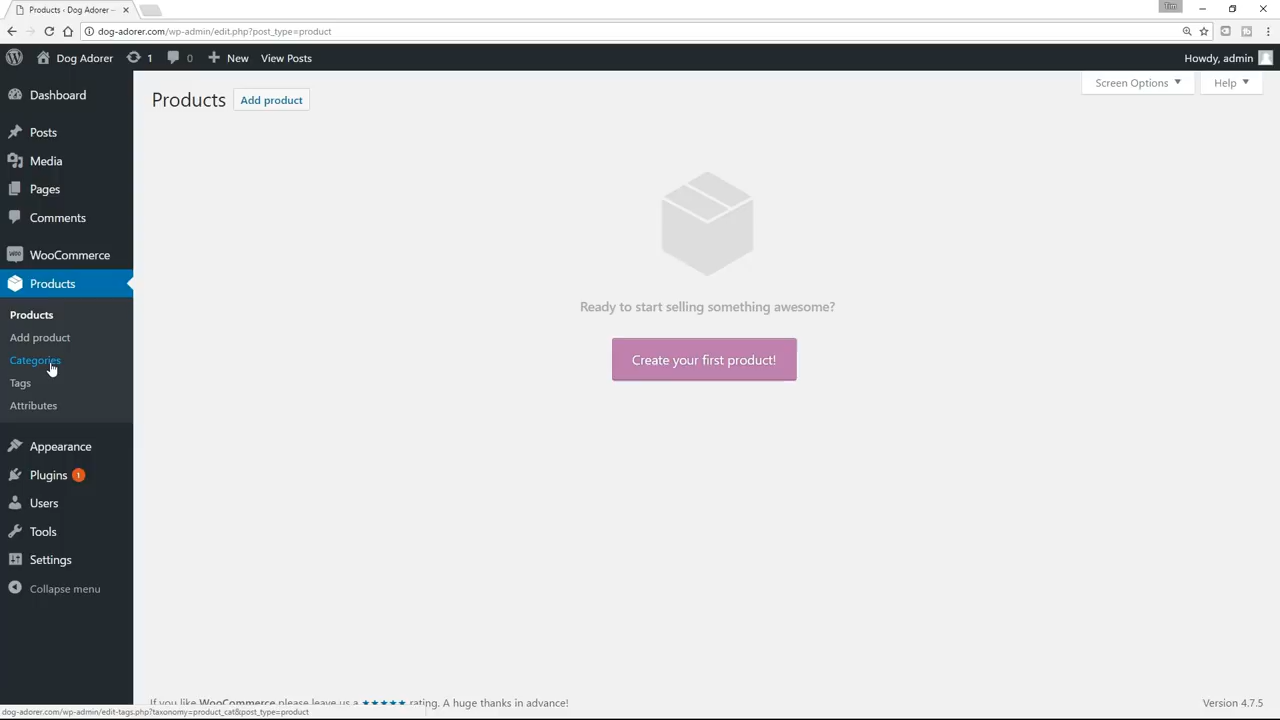 Products ‹ Dog Adorer –
Tim
dog-adorer.com/wp-admin/edit.php?post_type=product
Dog Adorer 1 0 New View Posts Howdy, admin
Screen Options Help
Products Add product
Dashboard
Posts
Media
Pages
Comments
WooCommerce
Products
Products
Add product
Categories
Tags
Attributes
Appearance
Plugins 1
Users
Tools
Settings
Collapse menu
Ready to start selling something awesome?
Create your first product!
If you like WooCommerce please leave us a ★★★★★ rating. A huge thanks in advance!
Version 4.7.5
dog-adorer.com/wp-admin/edit-tags.php?taxonomy=product_cat&post_type=product